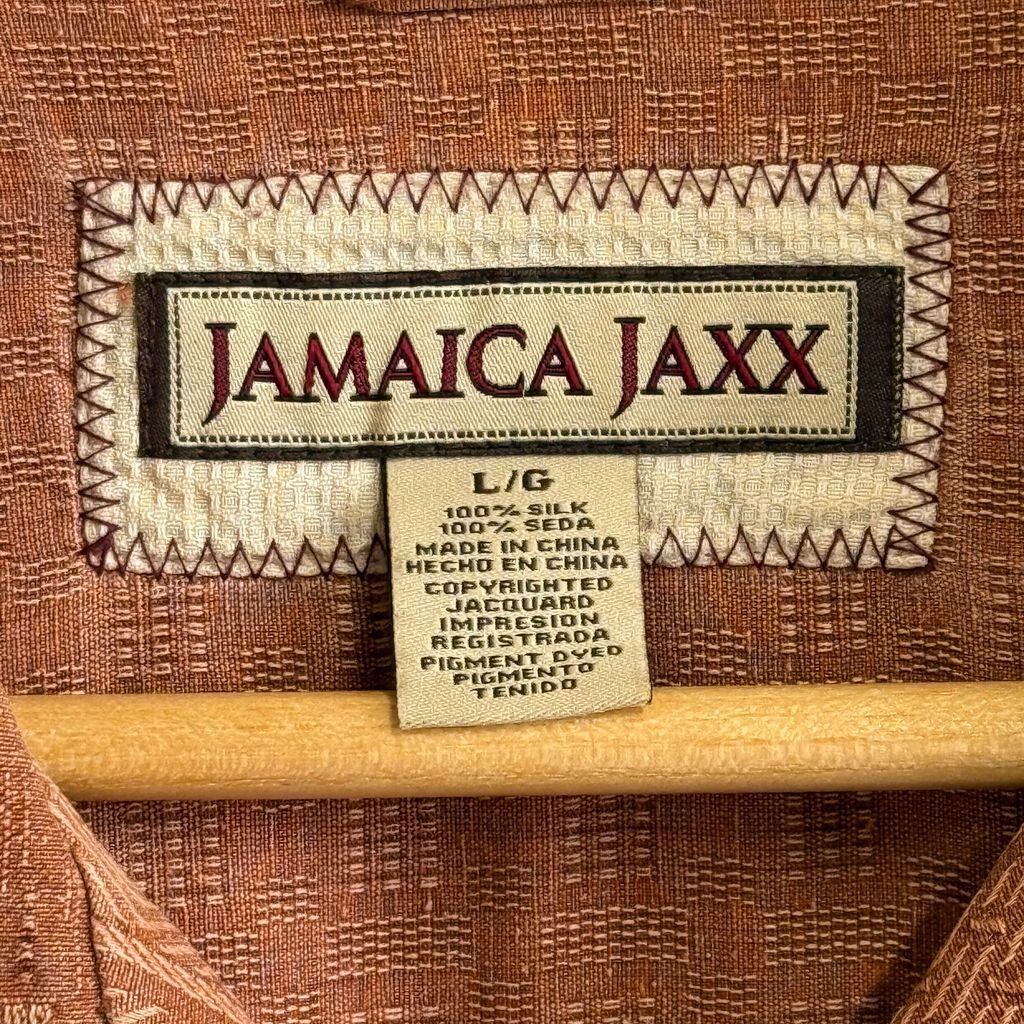 JAMAICA JAXX
L/G
100% SILK
100% SEDA
MADE IN CHINA
HECHO EN CHINA
COPYRIGHTED
JACQUARD
IMPRESION
REGISTRADA
PIGMENT DYED
PIGMENTO
TENIDO